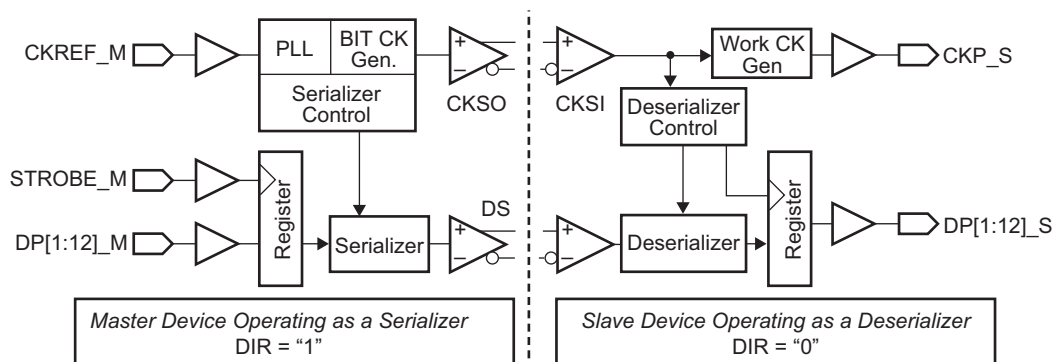 CKREF_M
PLL
BIT CK
Gen.
Serializer
Control
+
−
CKSO
+
−
CKSI
Work CK
Gen
CKP_S
Deserializer
Control
STROBE_M
DP[1:12]_M
Register
Serializer
DS
+
−
+
−
Deserializer
Register
DP[1:12]_S
Master Device Operating as a Serializer
DIR = “1”
Slave Device Operating as a Deserializer
DIR = “0”